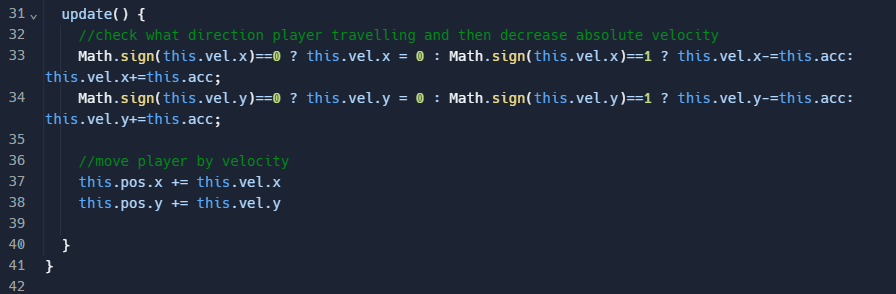 31 update() {
32 //check what direction player travelling and then decrease absolute velocity
33 Math.sign(this.vel.x)==0 ? this.vel.x = 0 : Math.sign(this.vel.x)==1 ? this.vel.x-=this.acc:
this.vel.x+=this.acc;
34 Math.sign(this.vel.y)==0 ? this.vel.y = 0 : Math.sign(this.vel.y)==1 ? this.vel.y-=this.acc:
this.vel.y+=this.acc;
35
36 //move player by velocity
37 this.pos.x += this.vel.x
38 this.pos.y += this.vel.y
39
40 }
41 }
42